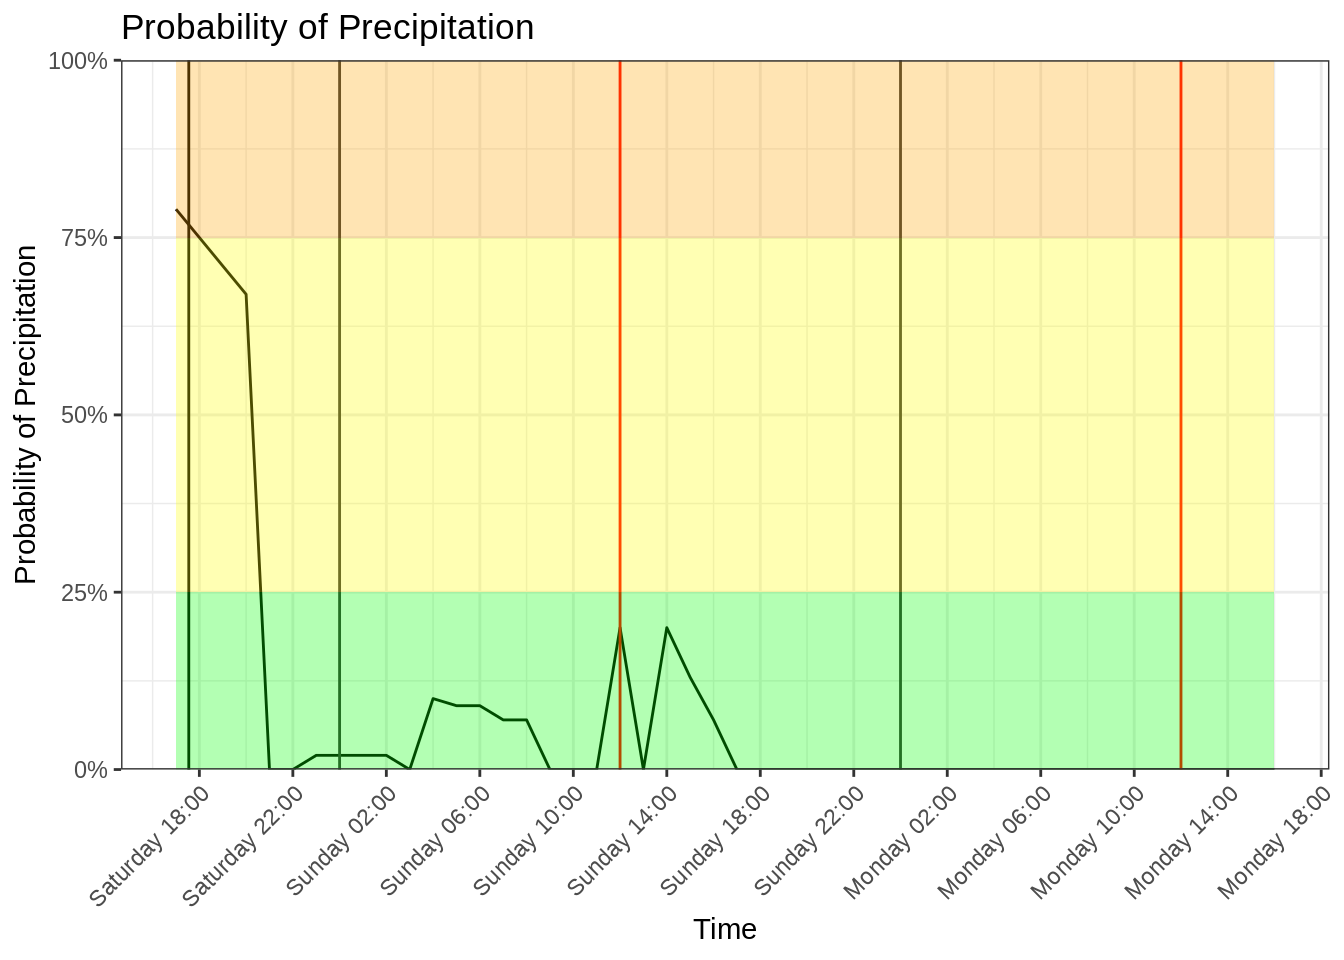 Probability of Precipitation
Probability of Precipitation
100%
75%
50%
25%
0%
Saturday 18:00
Saturday 22:00
Sunday 02:00
Sunday 06:00
Sunday 10:00
Sunday 14:00
Sunday 18:00
Sunday 22:00
Monday 02:00
Monday 06:00
Monday 10:00
Monday 14:00
Monday 18:00
Time